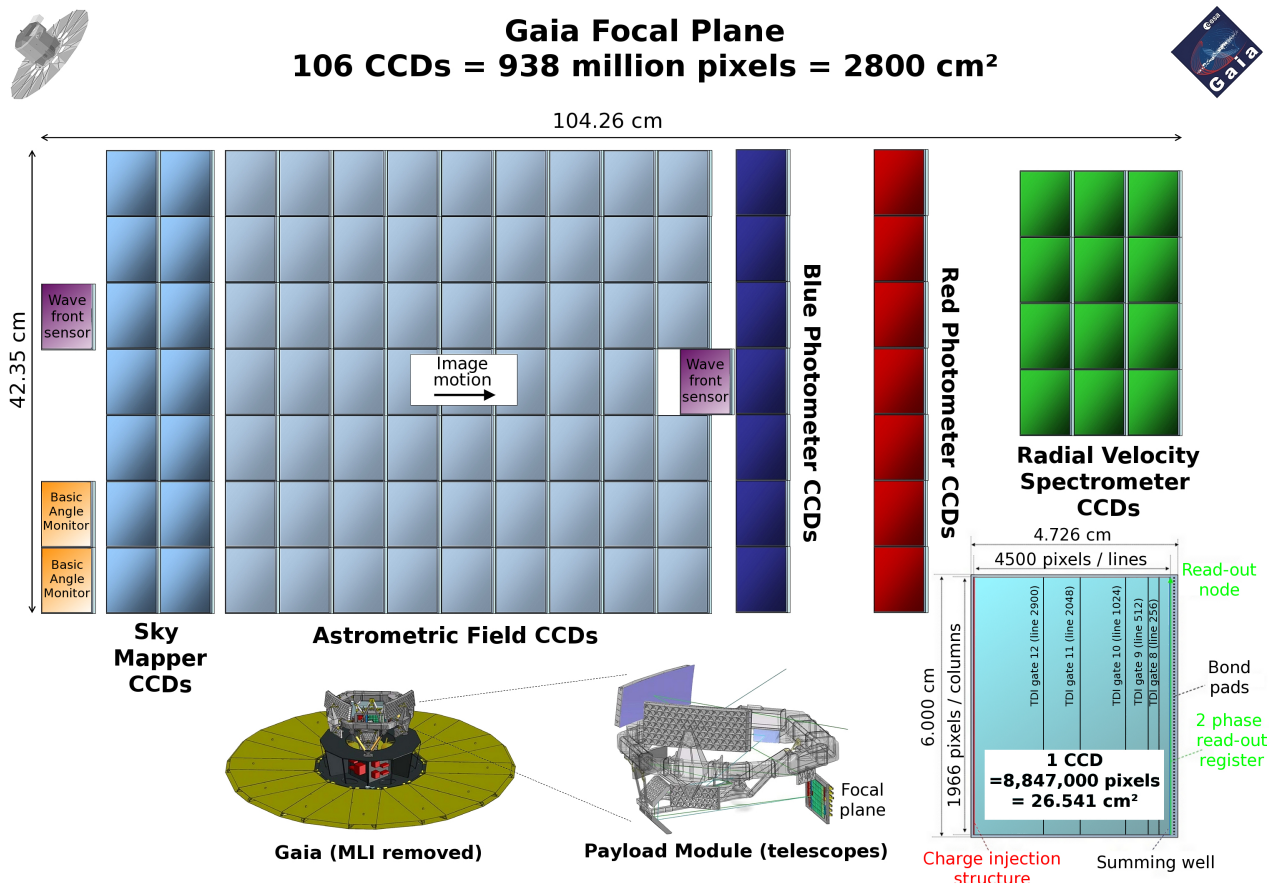 Gaia Focal Plane
106 CCDs = 938 million pixels = 2800 cm²
esa
Gaia
104.26 cm
42.35 cm
Wave
front
sensor
Basic
Angle
Monitor
Basic
Angle
Monitor
Image
motion
Wave
front
sensor
Blue Photometer CCDs
Red Photometer CCDs
Sky
Mapper
CCDs
Astrometric Field CCDs
Radial Velocity
Spectrometer
CCDs
4.726 cm
4500 pixels / lines
Read-out
node
6.000 cm
1966 pixels / columns
TDI gate 12 (line 2900)
TDI gate 11 (line 2048)
TDI gate 10 (line 1024)
TDI gate 9 (line 512)
TDI gate 8 (line 256)
Bond
pads
2 phase
read-out
register
1 CCD
=8,847,000 pixels
= 26.541 cm²
Charge injection
structure
Summing well
Focal
plane
Gaia (MLI removed)
Payload Module (telescopes)